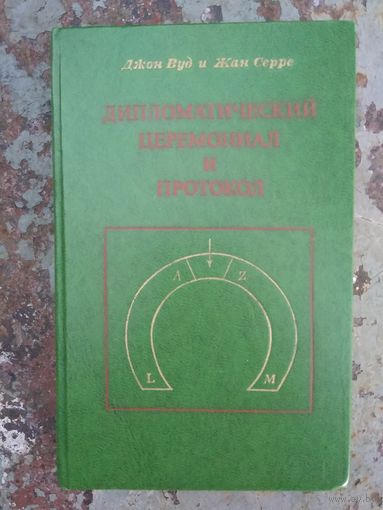 Джон Вуд и Жан Серре
ДИПЛОМАТИЧЕСКИЙ
ЦЕРЕМОНИАЛ
И
ПРОТОКОЛ
A Z
L M